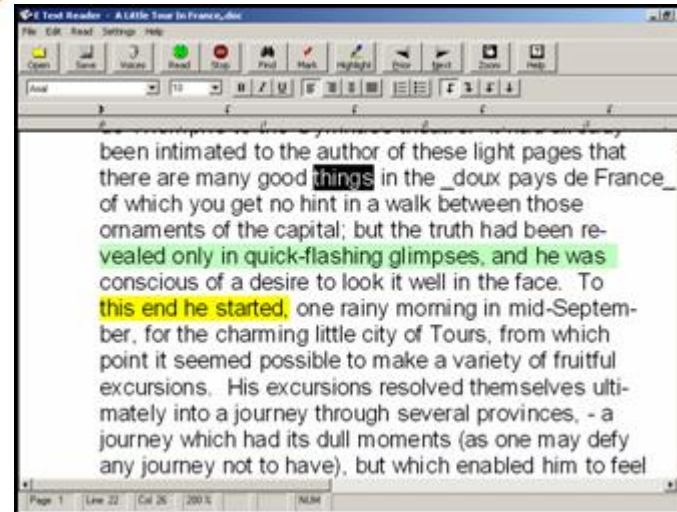 E Text Reader - A Little Tour In France.doc
File Edit Read Settings Help
Open Save Voices Read Stop Find Mark Highlight Prior Next Zoom Help
Arial 10 B I U
been intimated to the author of these light pages that
there are many good things in the _doux pays de France_
of which you get no hint in a walk between those
ornaments of the capital; but the truth had been re-
vealed only in quick-flashing glimpses, and he was
conscious of a desire to look it well in the face. To
this end he started, one rainy morning in mid-Septem-
ber, for the charming little city of Tours, from which
point it seemed possible to make a variety of fruitful
excursions. His excursions resolved themselves ulti-
mately into a journey through several provinces, - a
journey which had its dull moments (as one may defy
any journey not to have), but which enabled him to feel
Page 1 Line 22 Col 26 200 % NUM